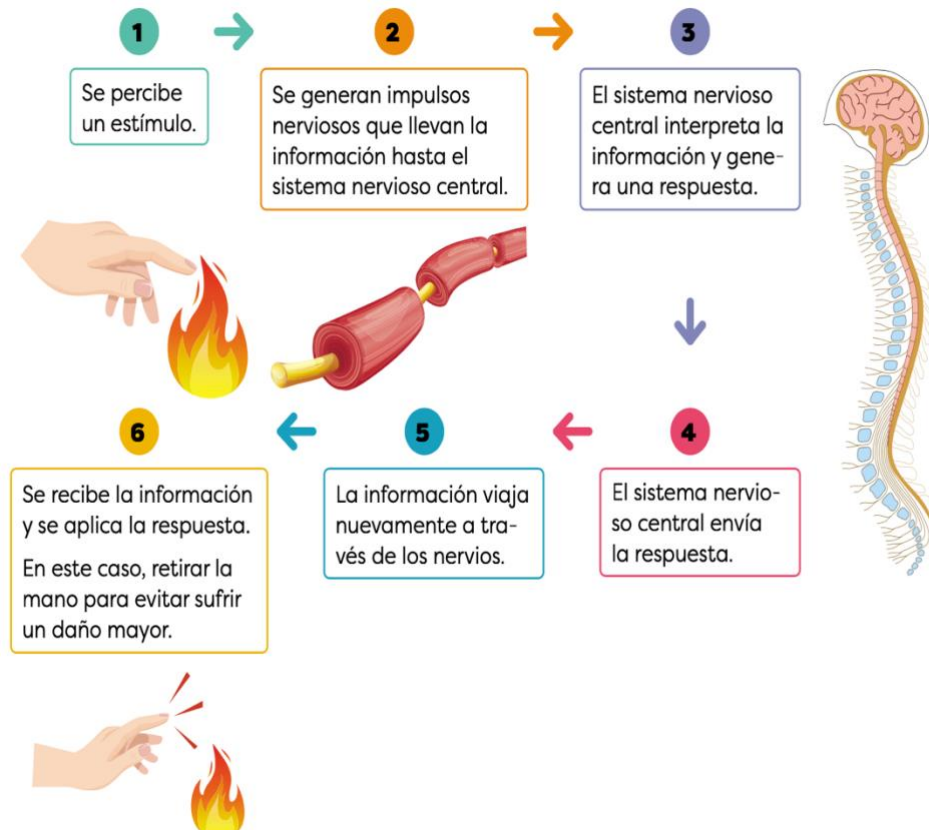 1
Se percibe
un estímulo.
2
Se generan impulsos
nerviosos que llevan la
información hasta el
sistema nervioso central.
3
El sistema nervioso
central interpreta la
información y gene-
ra una respuesta.
4
El sistema nervio-
so central envía
la respuesta.
5
La información viaja
nuevamente a tra-
vés de los nervios.
6
Se recibe la información
y se aplica la respuesta.
En este caso, retirar la
mano para evitar sufrir
un daño mayor.